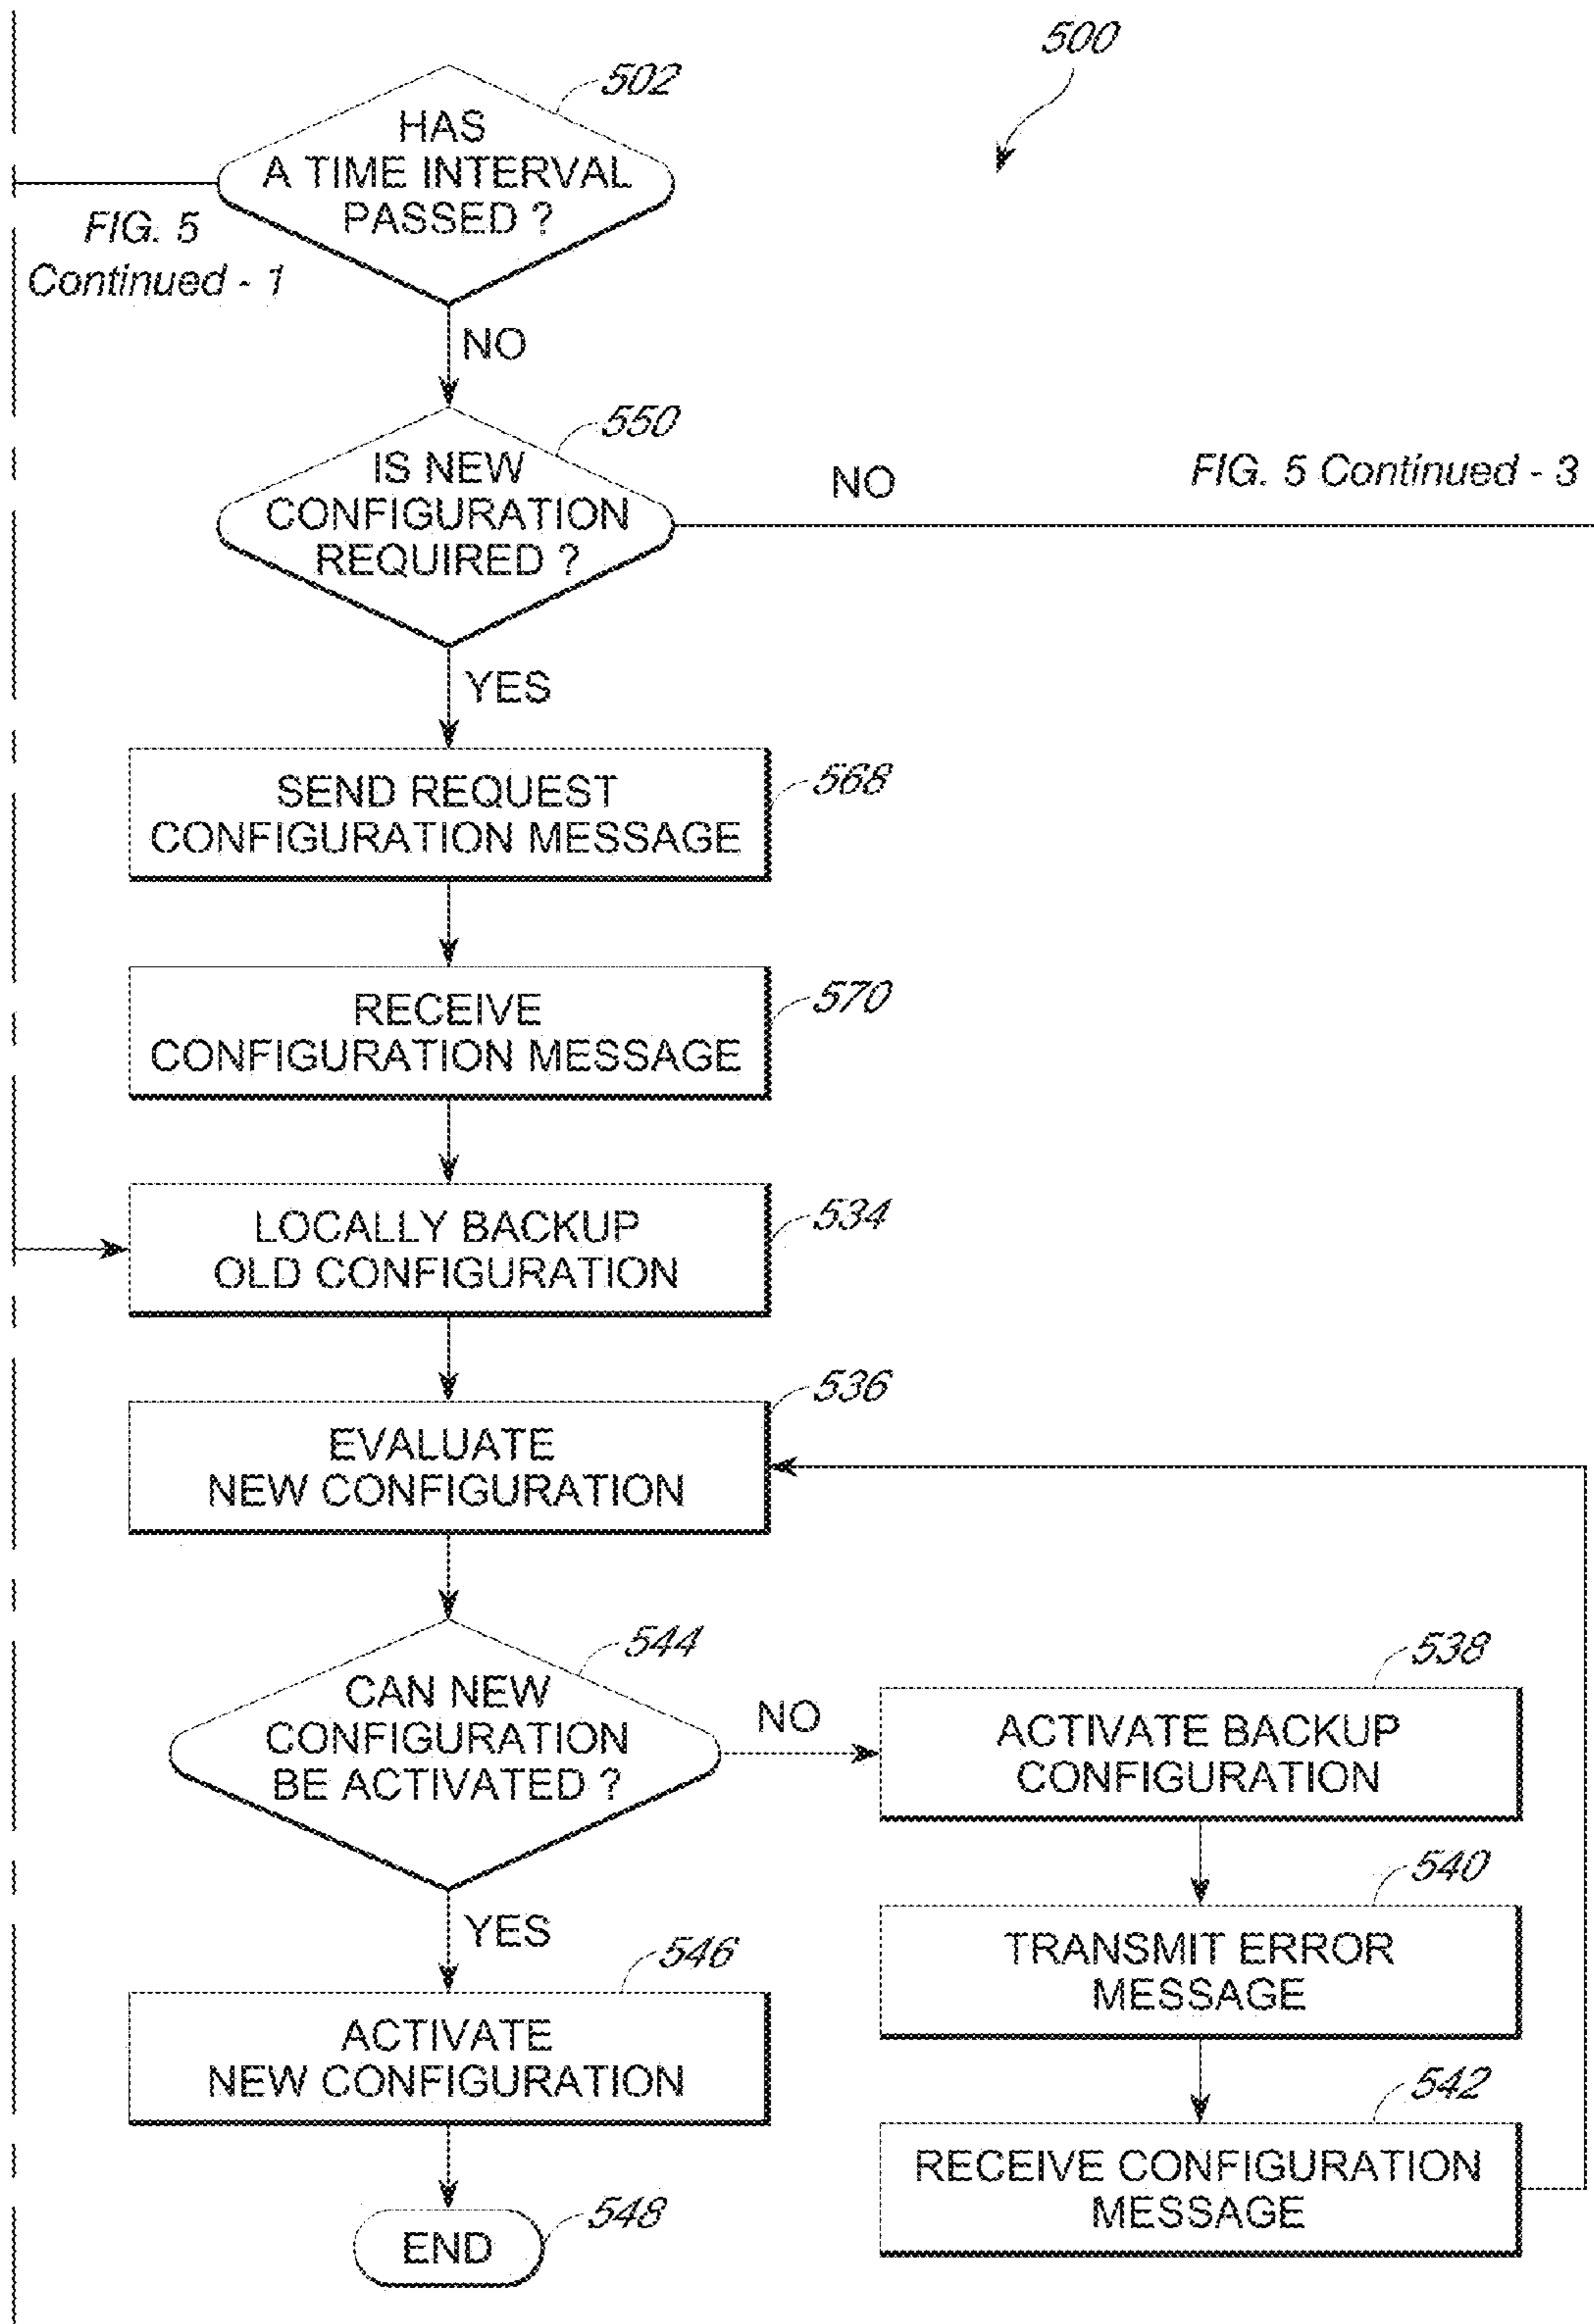 500
502
HAS
A TIME INTERVAL
PASSED ?
FIG. 5
Continued - 1
NO
550
IS NEW
CONFIGURATION
REQUIRED ?
NO
FIG. 5 Continued - 3
YES
568
SEND REQUEST
CONFIGURATION MESSAGE
570
RECEIVE
CONFIGURATION MESSAGE
534
LOCALLY BACKUP
OLD CONFIGURATION
536
EVALUATE
NEW CONFIGURATION
544
CAN NEW
CONFIGURATION
BE ACTIVATED ?
NO
538
ACTIVATE BACKUP
CONFIGURATION
540
TRANSMIT ERROR
MESSAGE
542
RECEIVE CONFIGURATION
MESSAGE
YES
546
ACTIVATE
NEW CONFIGURATION
548
END